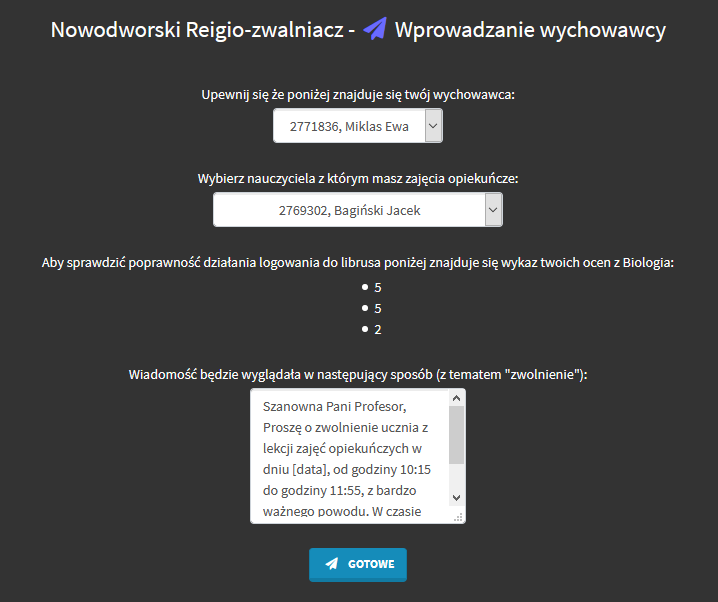 Nowodworski Reigio-zwalniacz - Wprowadzanie wychowawcy
Upewnij się że poniżej znajduje się twój wychowawca:
2771836, Miklas Ewa
Wybierz nauczyciela z którym masz zajęcia opiekuńcze:
2769302, Bagiński Jacek
Aby sprawdzić poprawność działania logowania do librusa poniżej znajduje się wykaz twoich ocen z Biologia:
5
5
2
Wiadomość będzie wyglądała w następujący sposób (z tematem "zwolnienie"):
Szanowna Pani Profesor,
Proszę o zwolnienie ucznia z
lekcji zajęć opiekuńczych w
dniu [data], od godziny 10:15
do godziny 11:55, z bardzo
ważnego powodu. W czasie
GOTOWE